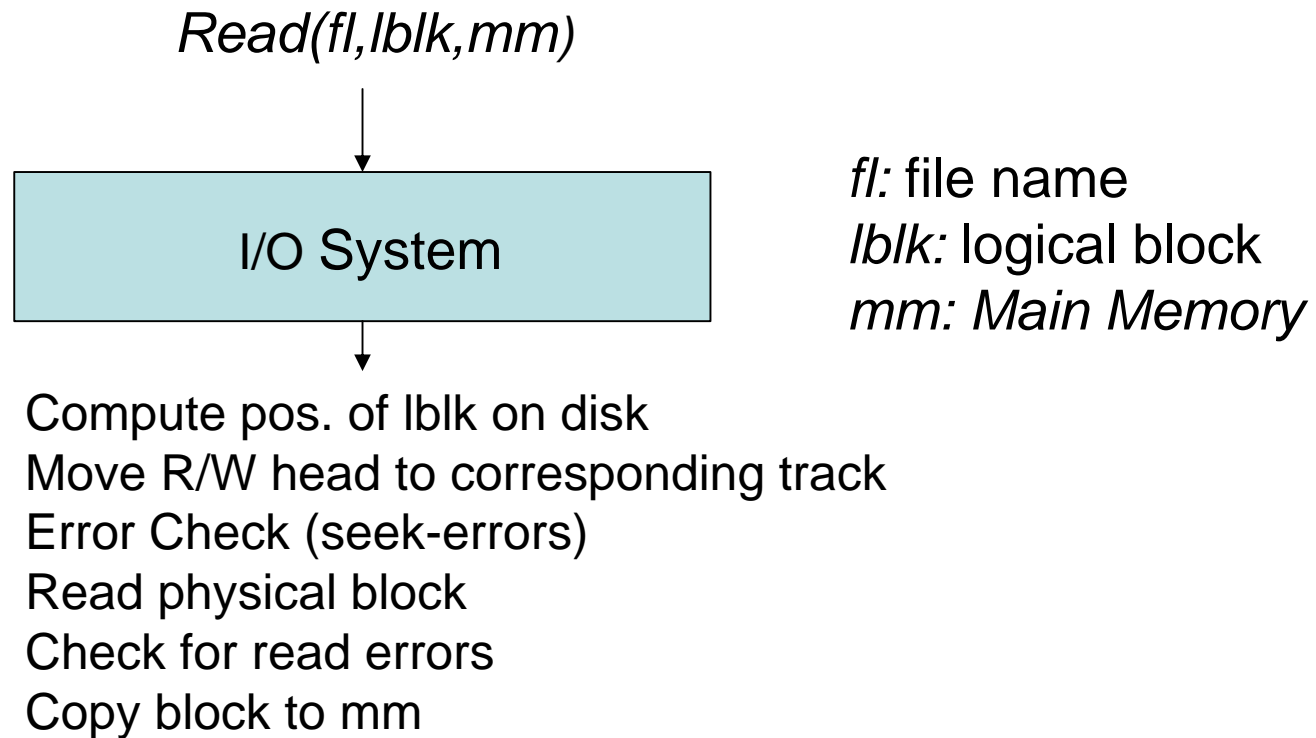 Read(fl,lblk,mm)
I/O System
fl: file name
lblk: logical block
mm: Main Memory
Compute pos. of lblk on disk
Move R/W head to corresponding track
Error Check (seek-errors)
Read physical block
Check for read errors
Copy block to mm